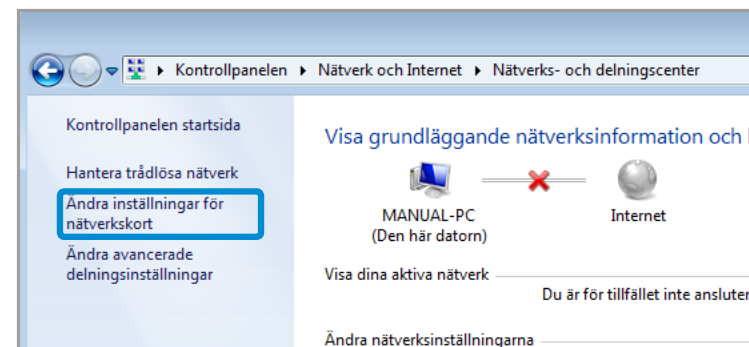 Kontrollpanelen Nätverk och Internet Nätverks- och delningscenter
Kontrollpanelen startsida
Hantera trådlösa nätverk
Ändra inställningar för
nätverkskort
Ändra avancerade
delningsinställningar
Visa grundläggande nätverksinformation och
MANUAL-PC
(Den här datorn)
Internet
Visa dina aktiva nätverk
Du är för tillfället inte ansluten
Ändra nätverksinställningarna